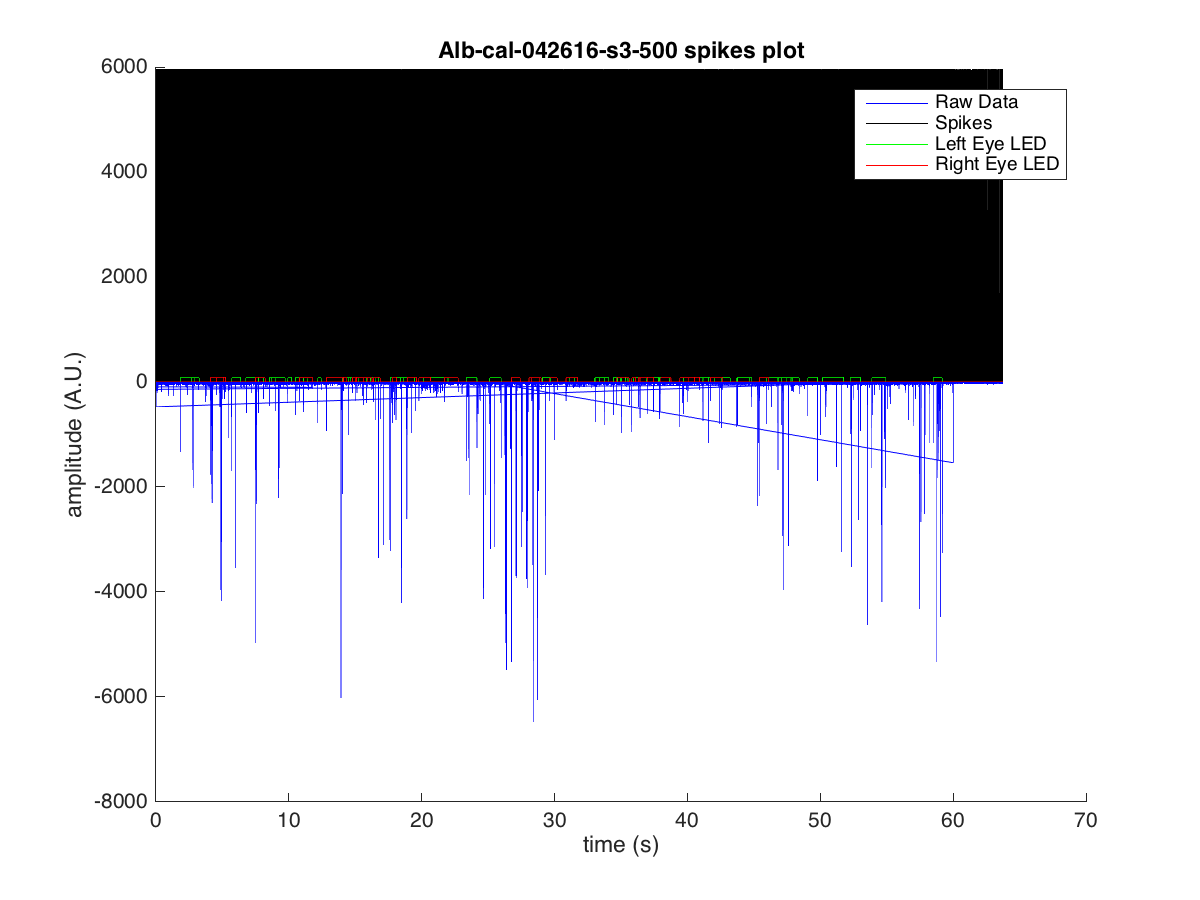 Alb-cal-042616-s3-500 spikes plot
6000
4000
2000
0
-2000
-4000
-6000
-8000
amplitude (A.U.)
Raw Data
Spikes
Left Eye LED
Right Eye LED
0 10 20 30 40 50 60 70
time (s)